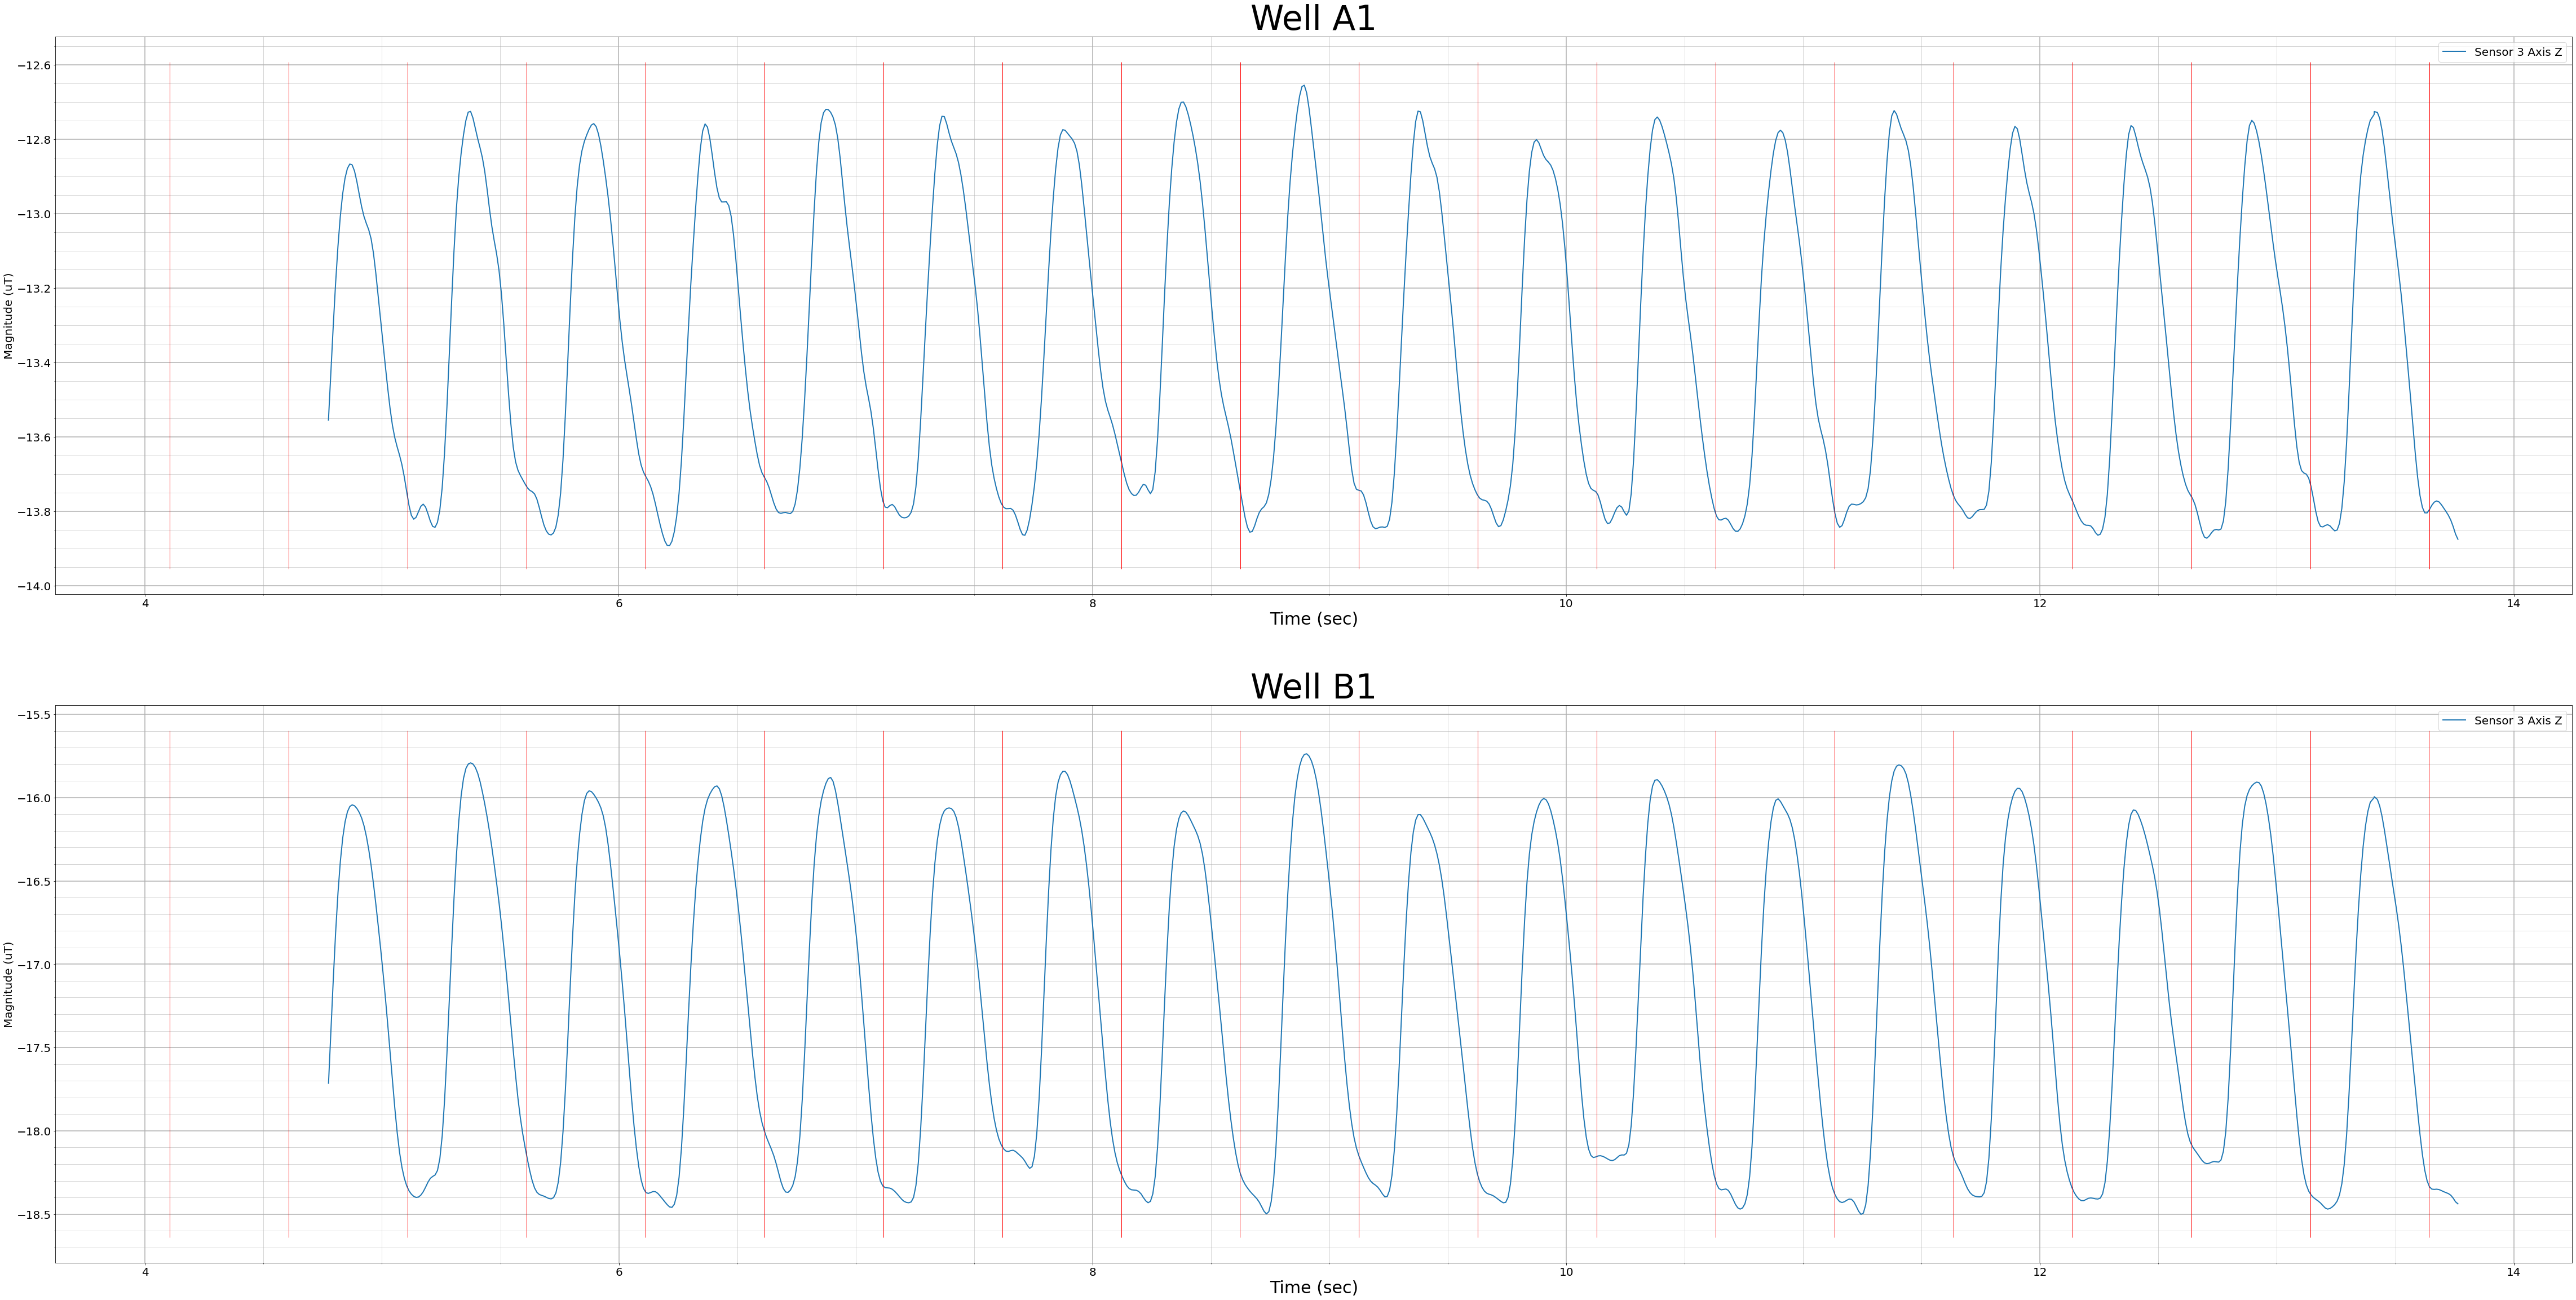 Well A1
Sensor 3 Axis Z
Magnitude (uT)
−12.6
−12.8
−13.0
−13.2
−13.4
−13.6
−13.8
−14.0
4 6 8 10 12 14
Time (sec)
Well B1
Sensor 3 Axis Z
Magnitude (uT)
−15.5
−16.0
−16.5
−17.0
−17.5
−18.0
−18.5
4 6 8 10 12 14
Time (sec)